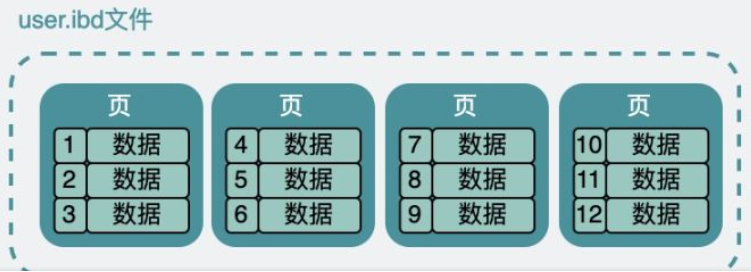 user.ibd文件
页 页 页 页
1 数据 4 数据 7 数据 10 数据
2 数据 5 数据 8 数据 11 数据
3 数据 6 数据 9 数据 12 数据